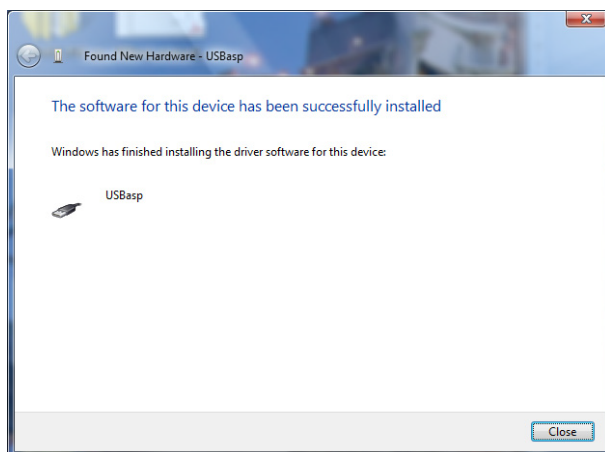 Found New Hardware - USBasp
The software for this device has been successfully installed
Windows has finished installing the driver software for this device:
USBasp
Close